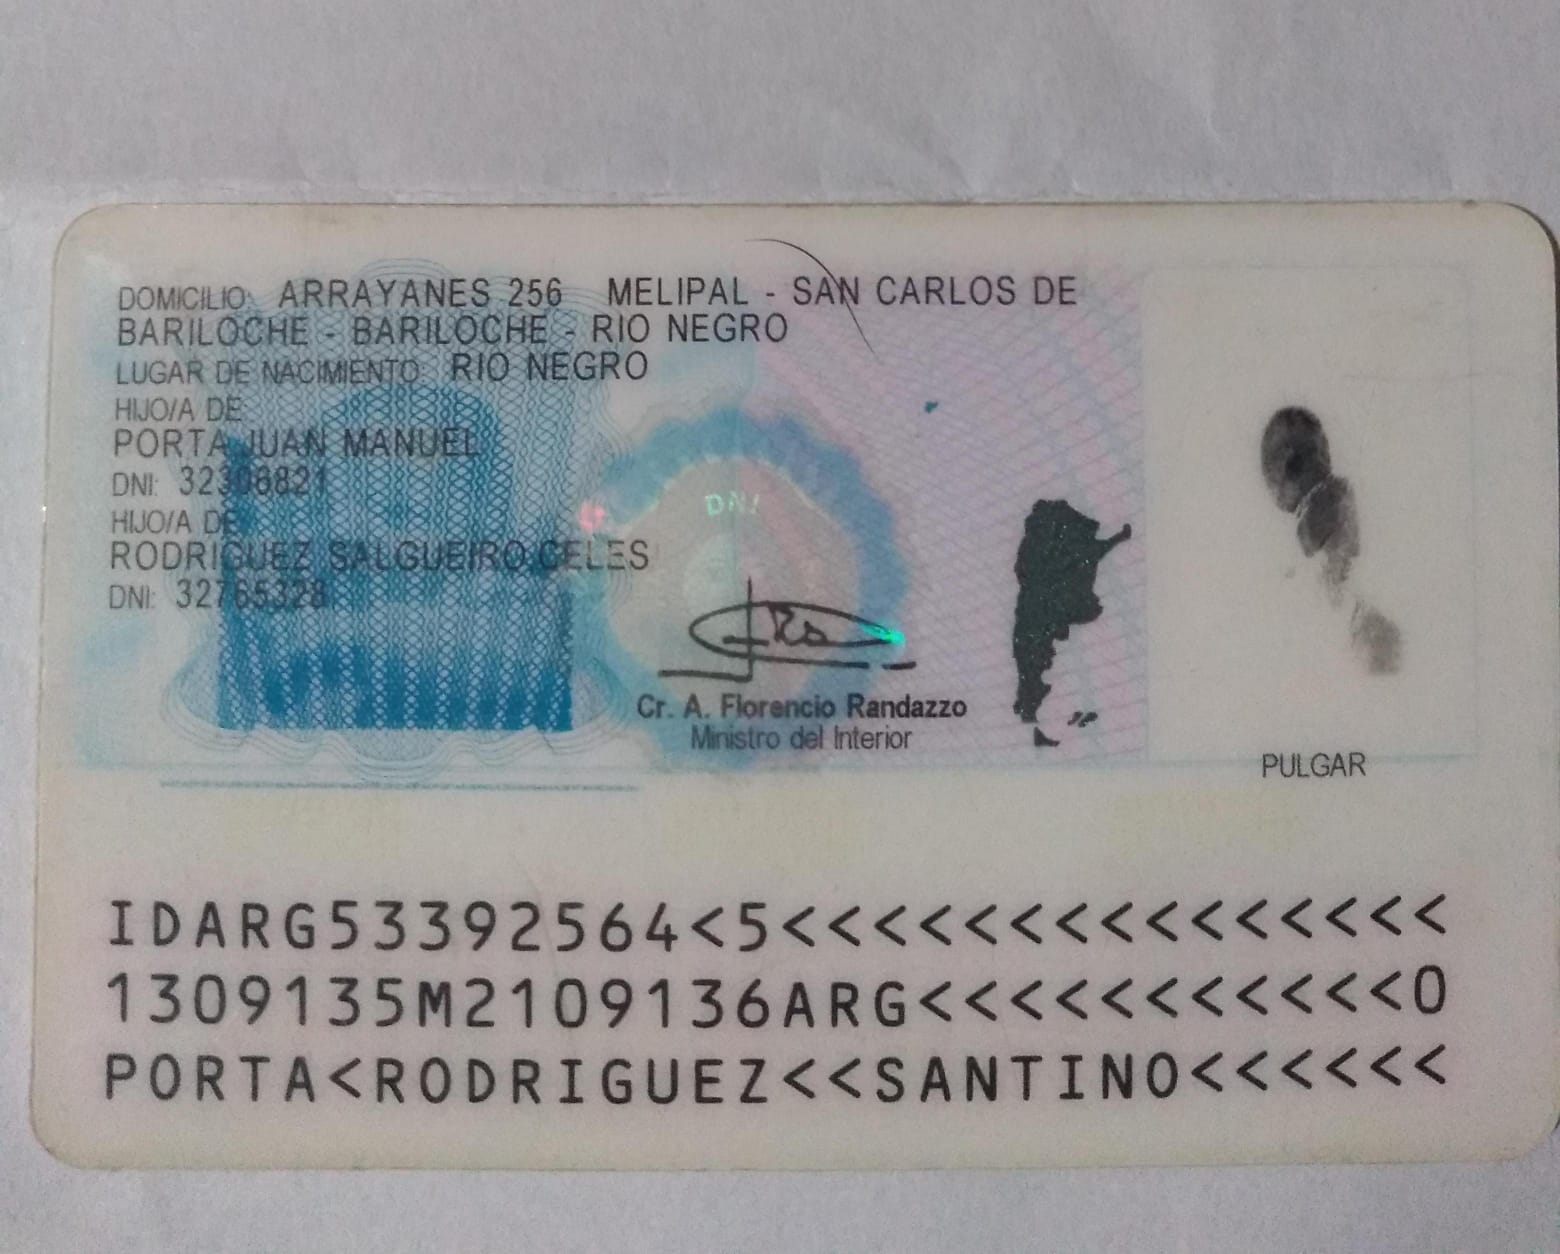 DOMICILIO: ARRAYANES 256 MELIPAL - SAN CARLOS DE
BARILOCHE - BARILOCHE - RIO NEGRO
LUGAR DE NACIMIENTO: RIO NEGRO
HIJO/A DE
PORTA JUAN MANUEL
DNI:
HIJO/A DE
RODRIGUEZ SALGUEIRO CELES
DNI: 32765328
DNI
Cr. A. Florencio Randazzo
Ministro del Interior
PULGAR
IDARG53392564<5<<<<<<<<<<<<<<<
1309135M2109136ARG<<<<<<<<<<<0
PORTA<RODRIGUEZ<<SANTINO<<<<<<